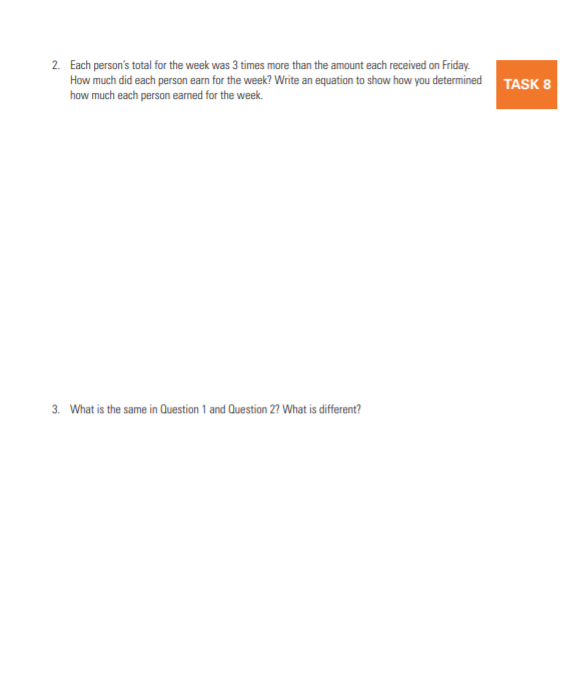 2. Each person's total for the week was 3 times more than the amount each received on Friday.
How much did each person earn for the week? Write an equation to show how you determined
how much each person earned for the week.
TASK 8
3. What is the same in Question 1 and Question 2? What is different?